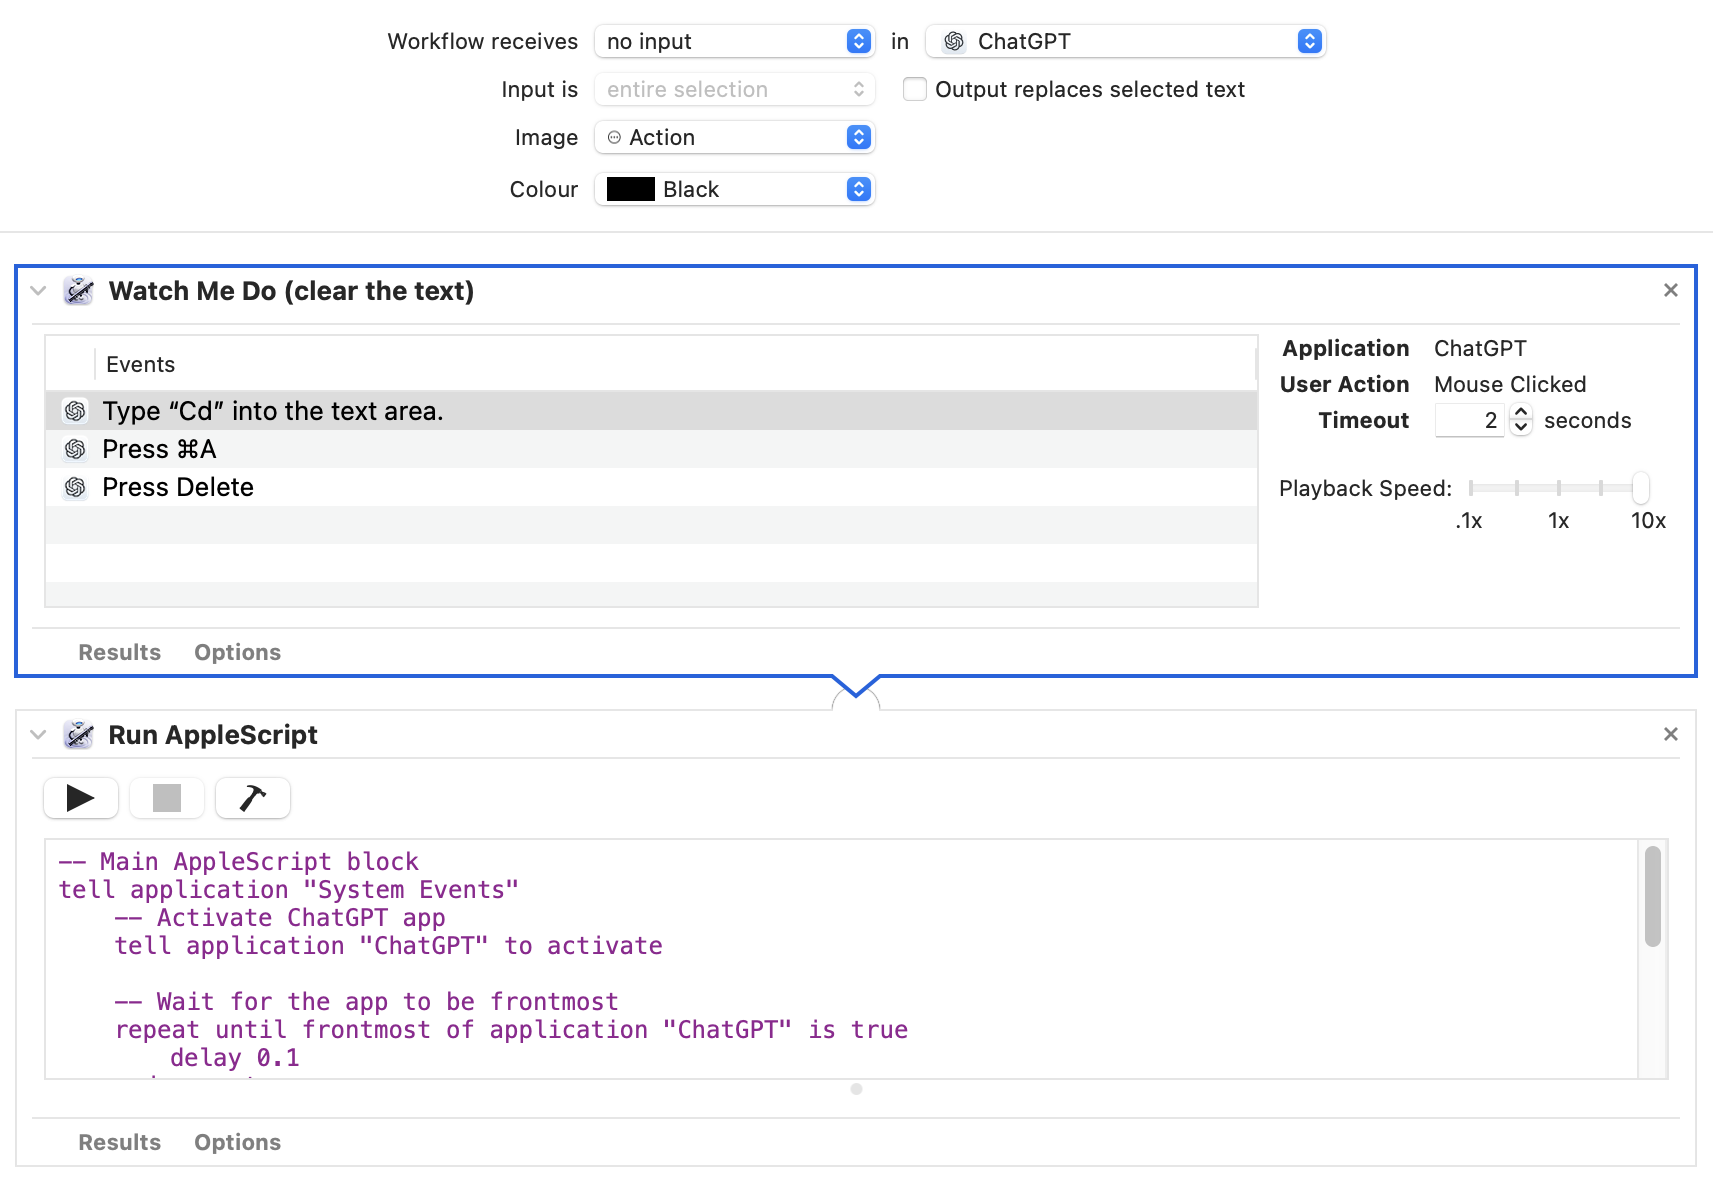 Workflow receives no input in ChatGPT
Input is entire selection Output replaces selected text
Image Action
Colour Black
Watch Me Do (clear the text)
Events
Type “Cd” into the text area.
Press ⌘A
Press Delete
Application ChatGPT
User Action Mouse Clicked
Timeout 2 seconds
Playback Speed:
.1x 1x 10x
Results Options
Run AppleScript
-- Main AppleScript block
tell application "System Events"
-- Activate ChatGPT app
tell application "ChatGPT" to activate
-- Wait for the app to be frontmost
repeat until frontmost of application "ChatGPT" is true
delay 0.1
Results Options